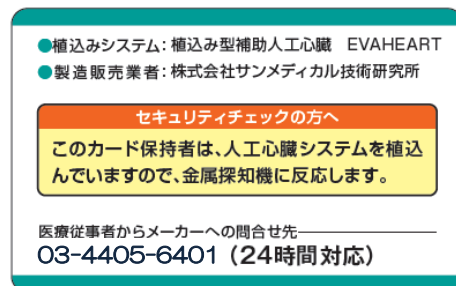 ●植込みシステム：植込み型補助人工心臓　EVAHEART
●製造販売業者：株式会社サンメディカル技術研究所
セキュリティチェックの方へ
このカード保持者は、人工心臓システムを植込
んでいますので、金属探知機に反応します。
医療従事者からメーカーへの問合せ先
03-4405-6401（24時間対応）